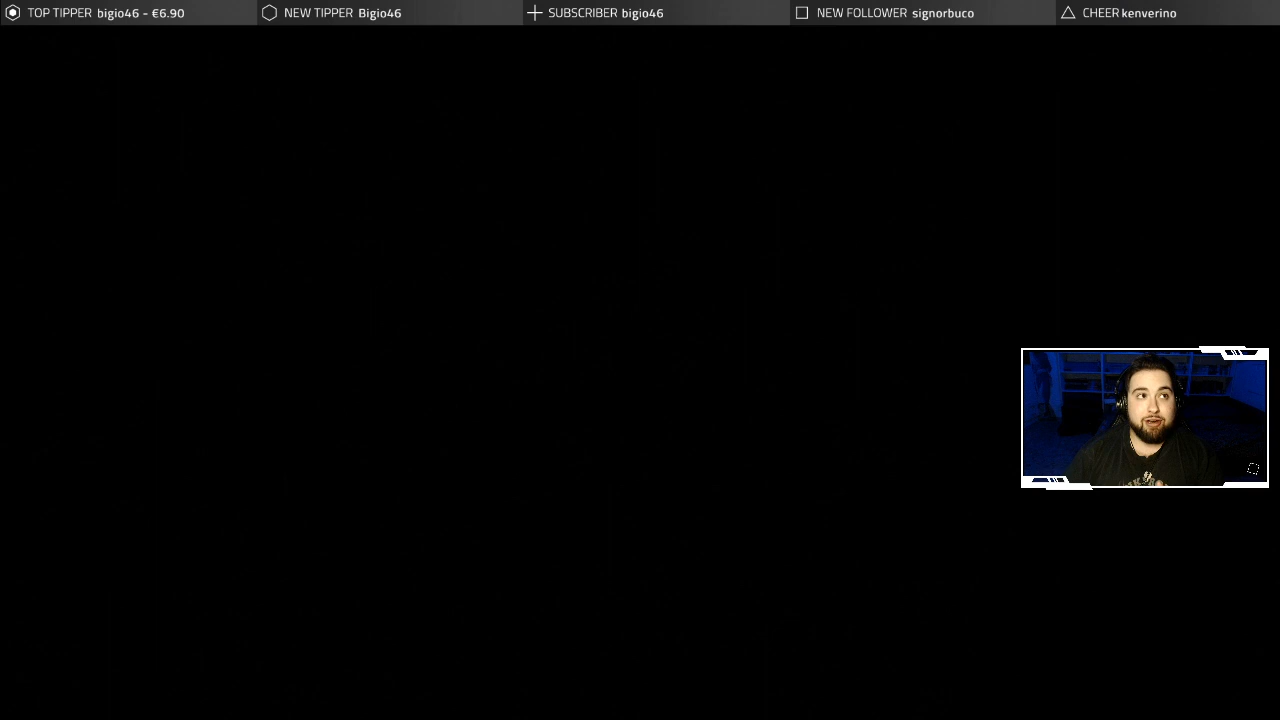 TOP TIPPER bigio46 - €6.90 NEW TIPPER Bigio46 SUBSCRIBER bigio46 NEW FOLLOWER signorbuco CHEER kenverino